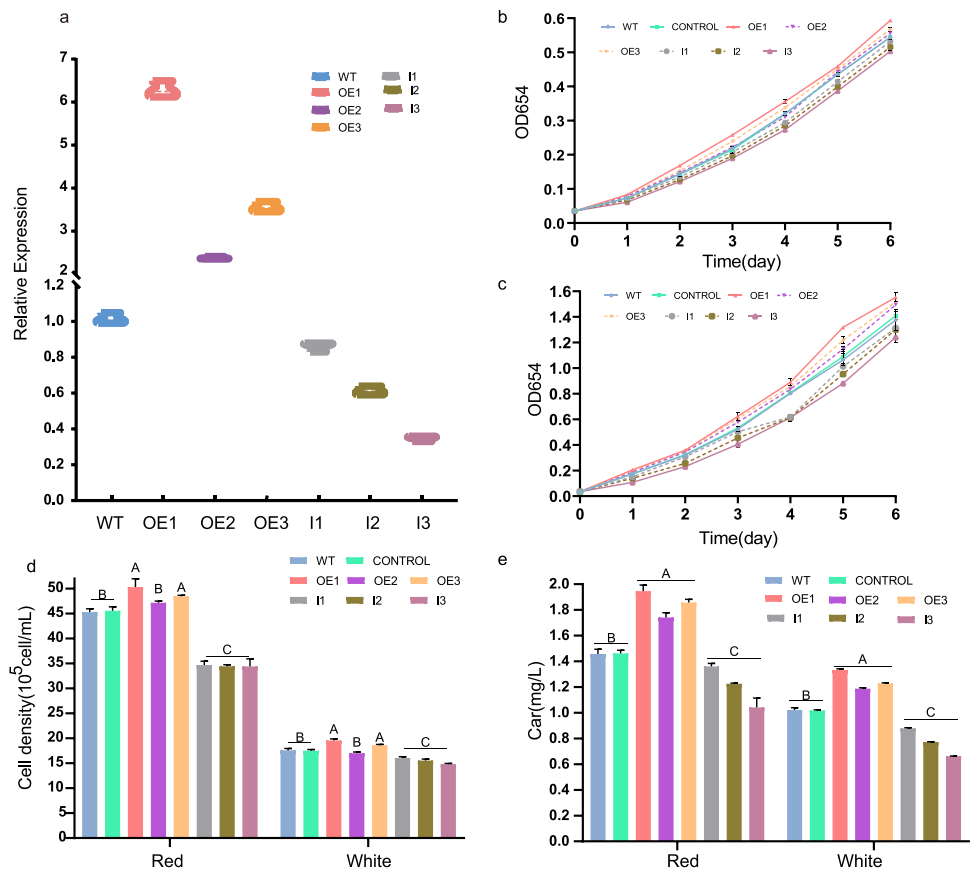 a
Relative Expression
7
6
5
4
3
2
1.2
1.0
0.8
0.6
0.4
0.2
0.0
WT
OE1
OE2
OE3
I1
I2
I3
WT OE1 OE2 OE3 I1 I2 I3
b
WT CONTROL OE1 OE2
OE3 I1 I2 I3
OD654
0.6
0.5
0.4
0.3
0.2
0.1
0.0
0 1 2 3 4 5 6
Time(day)
c
WT CONTROL OE1 OE2
OE3 I1 I2 I3
OD654
1.6
1.4
1.2
1.0
0.8
0.6
0.4
0.2
0.0
0 1 2 3 4 5 6
Time(day)
d
WT CONTROL
OE1 OE2 OE3
I1 I2 I3
Cell density(10⁵cell/mL)
50
45
40
35
30
25
20
15
10
5
0
B A B A C
B A B A C
Red White
e
WT CONTROL
OE1 OE2 OE3
I1 I2 I3
Car(mg/L)
2.0
1.8
1.6
1.4
1.2
1.0
0.8
0.6
0.4
0.2
0.0
B A C
B A C
Red White